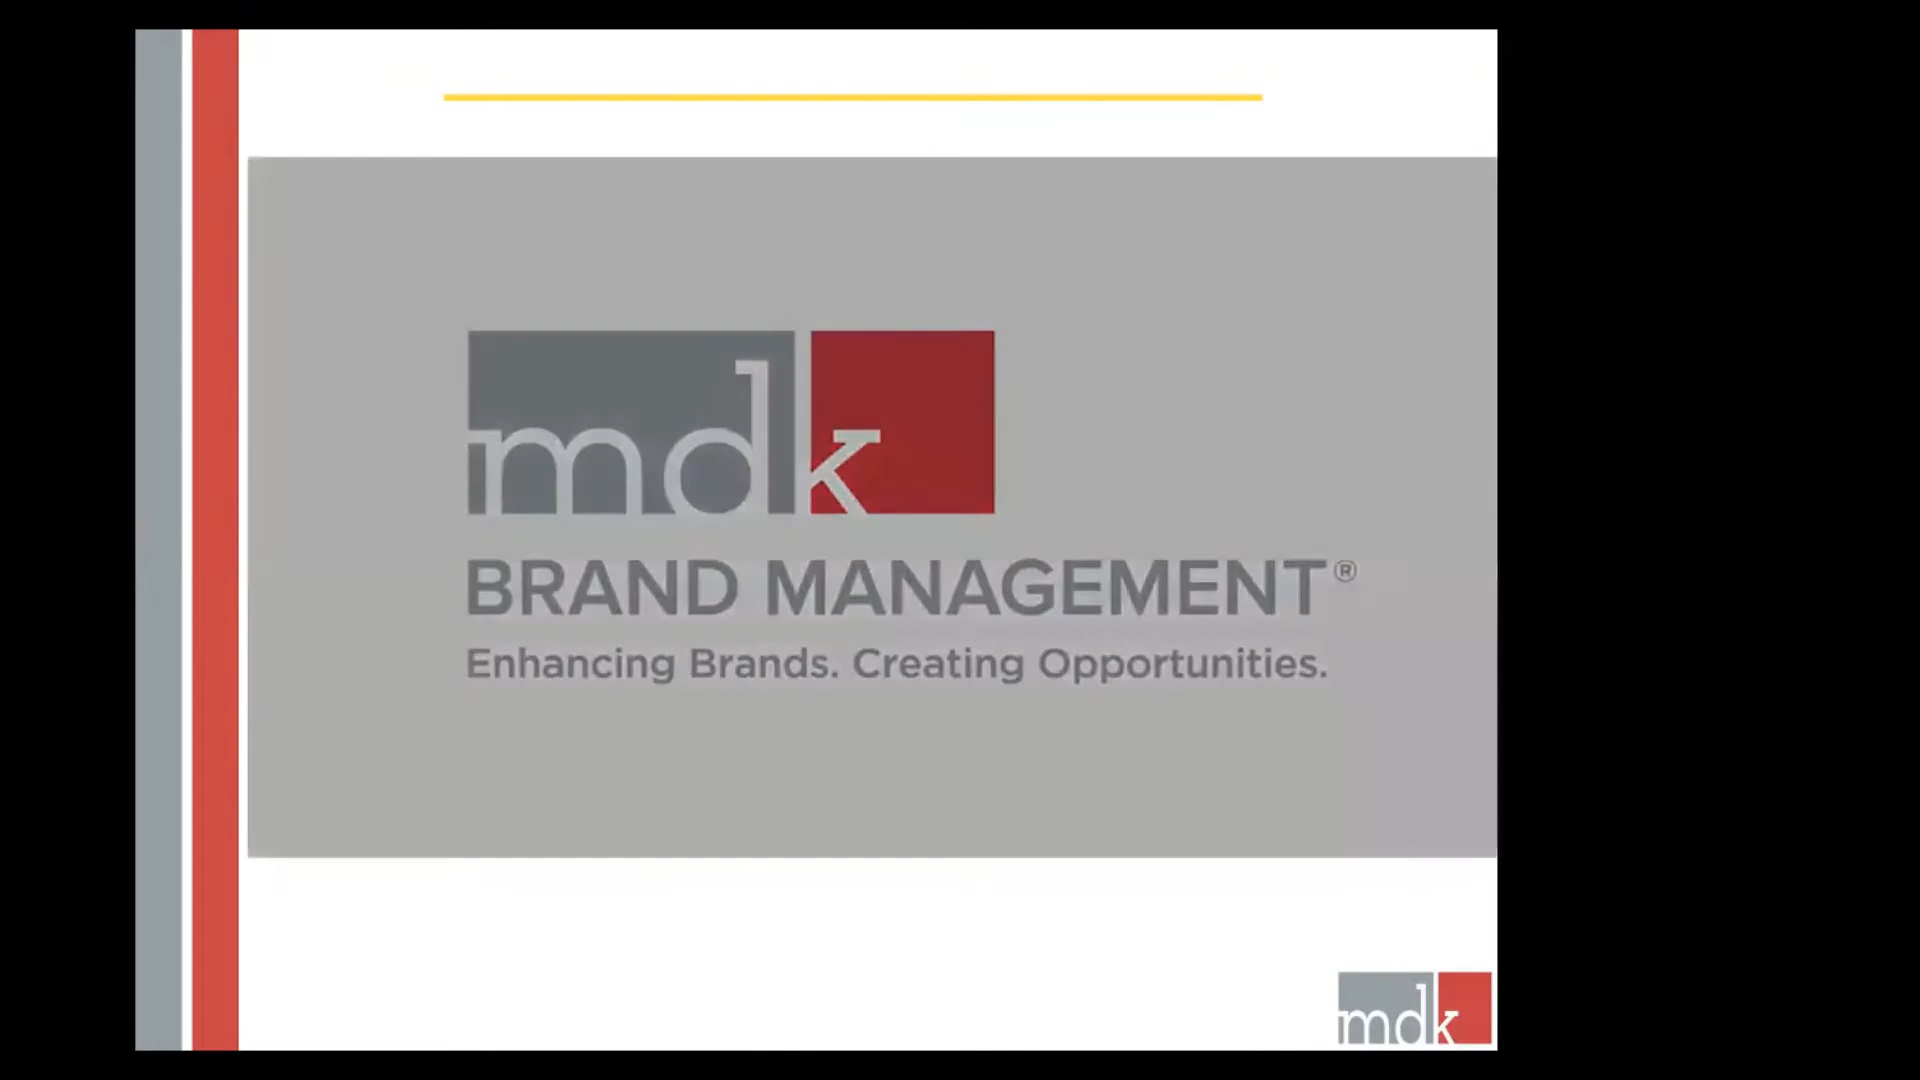 mdk
BRAND MANAGEMENT®
Enhancing Brands. Creating Opportunities.
mdk